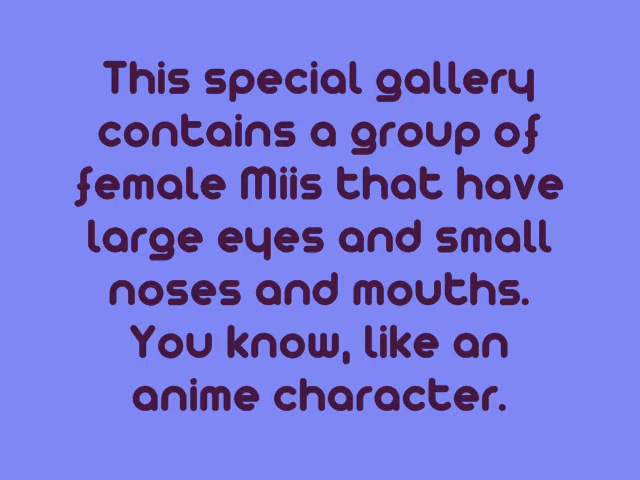 This special gallery
contains a group of
female Miis that have
large eyes and small
noses and mouths.
You know, like an
anime character.